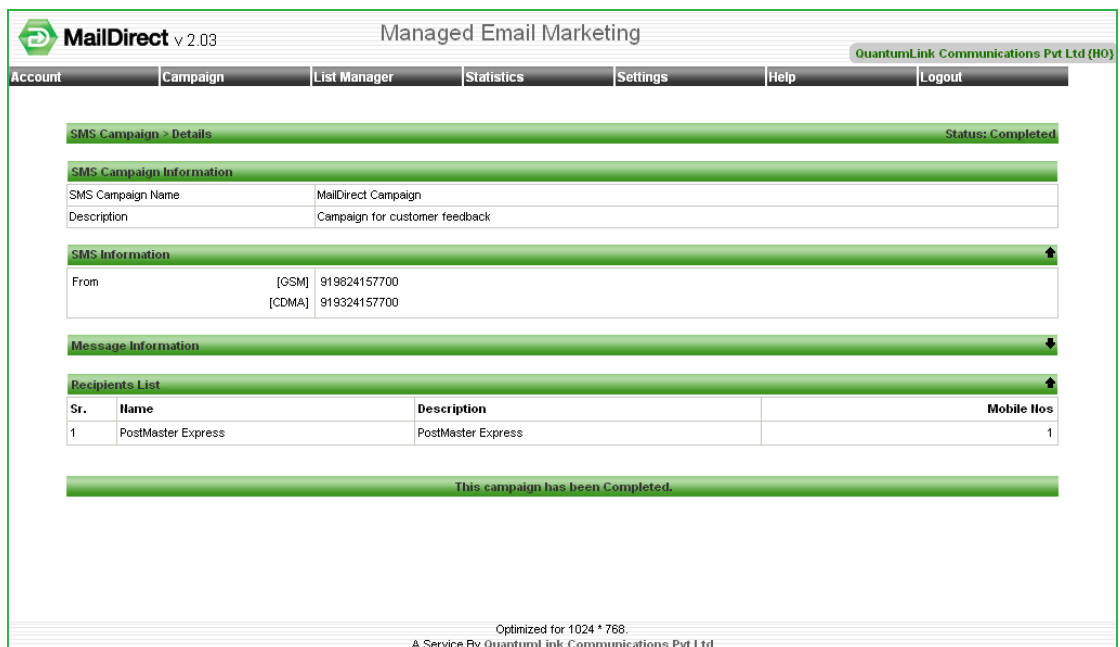 MailDirect v 2.03
Managed Email Marketing
QuantumLink Communications Pvt Ltd {HO}
Account Campaign List Manager Statistics Settings Help Logout
SMS Campaign > Details Status: Completed
SMS Campaign Information
SMS Campaign Name MailDirect Campaign
Description Campaign for customer feedback
SMS Information
From [GSM] 919824157700
[CDMA] 919324157700
Message Information
Recipients List
Sr. Name Description Mobile Nos
1 PostMaster Express PostMaster Express 1
This campaign has been Completed.
Optimized for 1024 * 768.
A Service By QuantumLink Communications Pvt Ltd